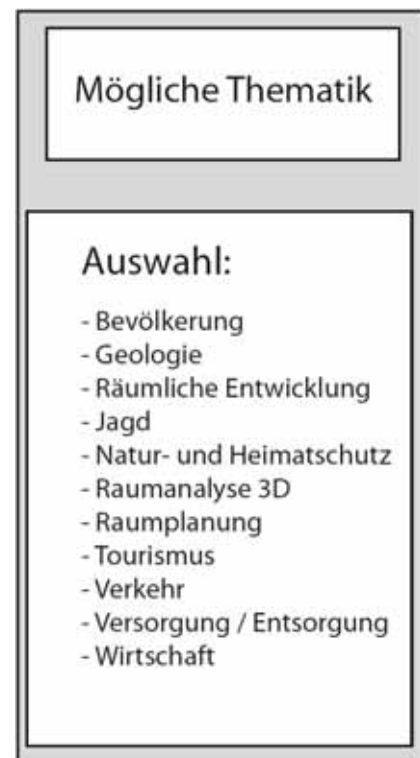 Mögliche Thematik
Auswahl:
- Bevölkerung
- Geologie
- Räumliche Entwicklung
- Jagd
- Natur- und Heimatschutz
- Raumanalyse 3D
- Raumplanung
- Tourismus
- Verkehr
- Versorgung / Entsorgung
- Wirtschaft